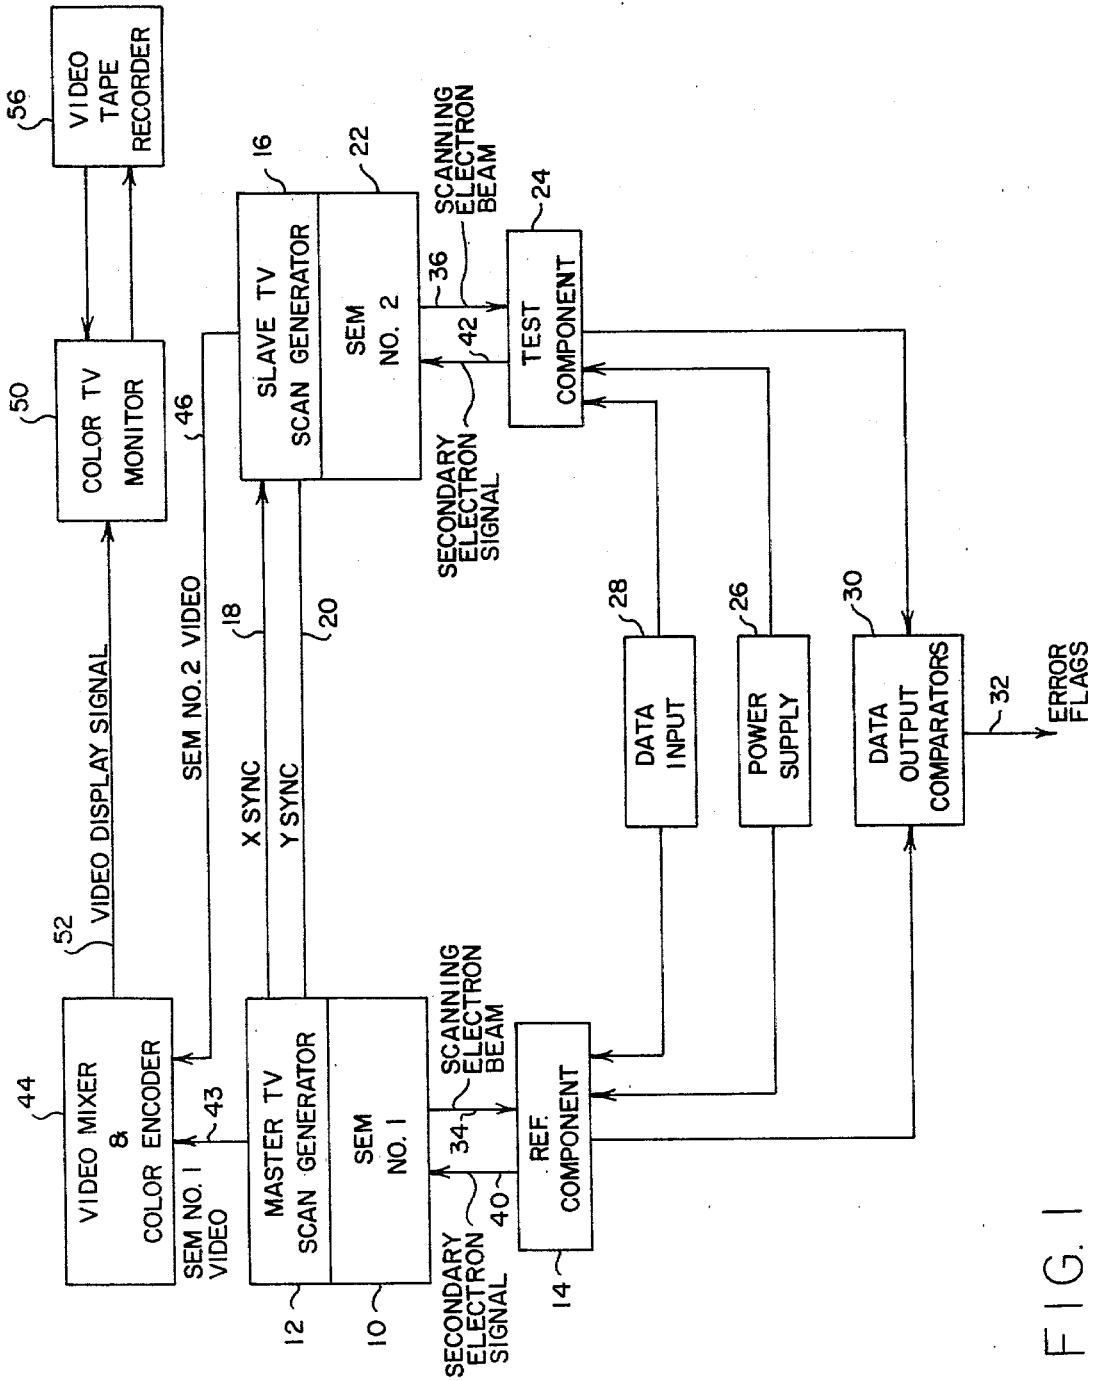 44
VIDEO MIXER
&
COLOR ENCODER
52
VIDEO DISPLAY SIGNAL
50
COLOR TV
MONITOR
56
VIDEO
TAPE
RECORDER
SEM NO. 1
VIDEO
43
SEM NO. 2 VIDEO
46
12
MASTER TV
SCAN GENERATOR
10
SEM
NO. 1
X SYNC
18
Y SYNC
20
SLAVE TV
SCAN GENERATOR
16
SEM
NO. 2
22
SECONDARY
ELECTRON
SIGNAL
40
34
SCANNING
ELECTRON
BEAM
SECONDARY
ELECTRON
SIGNAL
42
36
SCANNING
ELECTRON
BEAM
14
REF.
COMPONENT
TEST
COMPONENT
24
28
DATA
INPUT
26
POWER
SUPPLY
30
DATA
OUTPUT
COMPARATORS
32
ERROR
FLAGS
FIG. 1